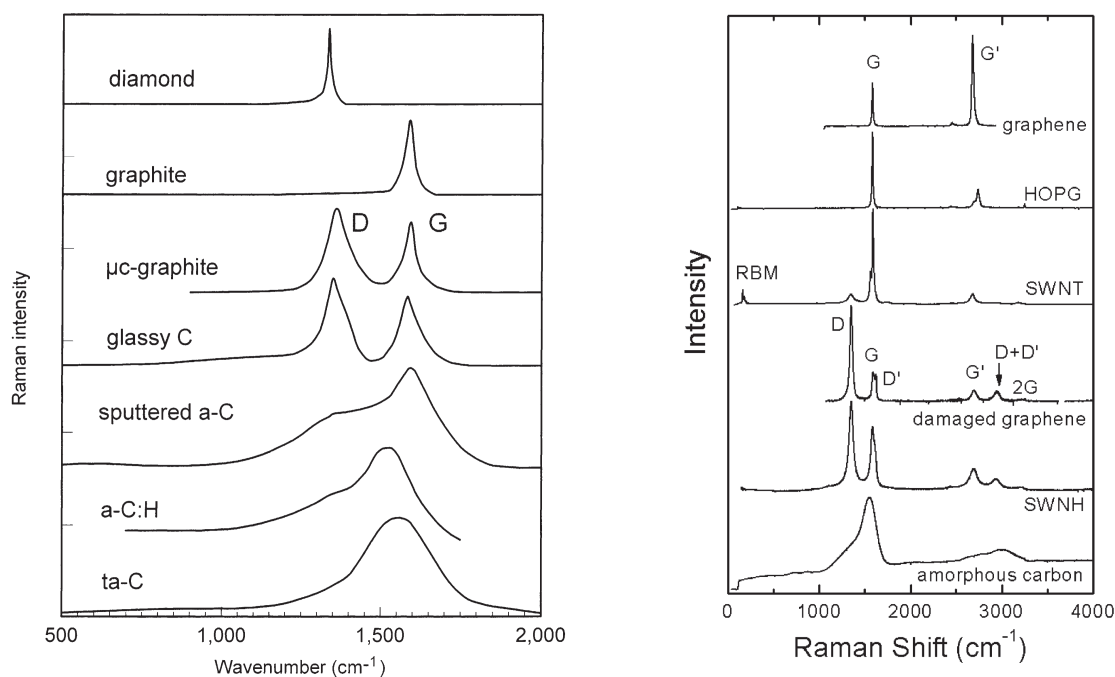 diamond
graphite
D
G
μc-graphite
glassy C
sputtered a-C
a-C:H
ta-C
500
1,000
1,500
2,000
Wavenumber (cm-1)
Raman intensity
G
G'
graphene
HOPG
RBM
SWNT
D
G
D'
G'
D+D'
2G
damaged graphene
SWNH
amorphous carbon
0
1000
2000
3000
4000
Raman Shift (cm-1)
Intensity